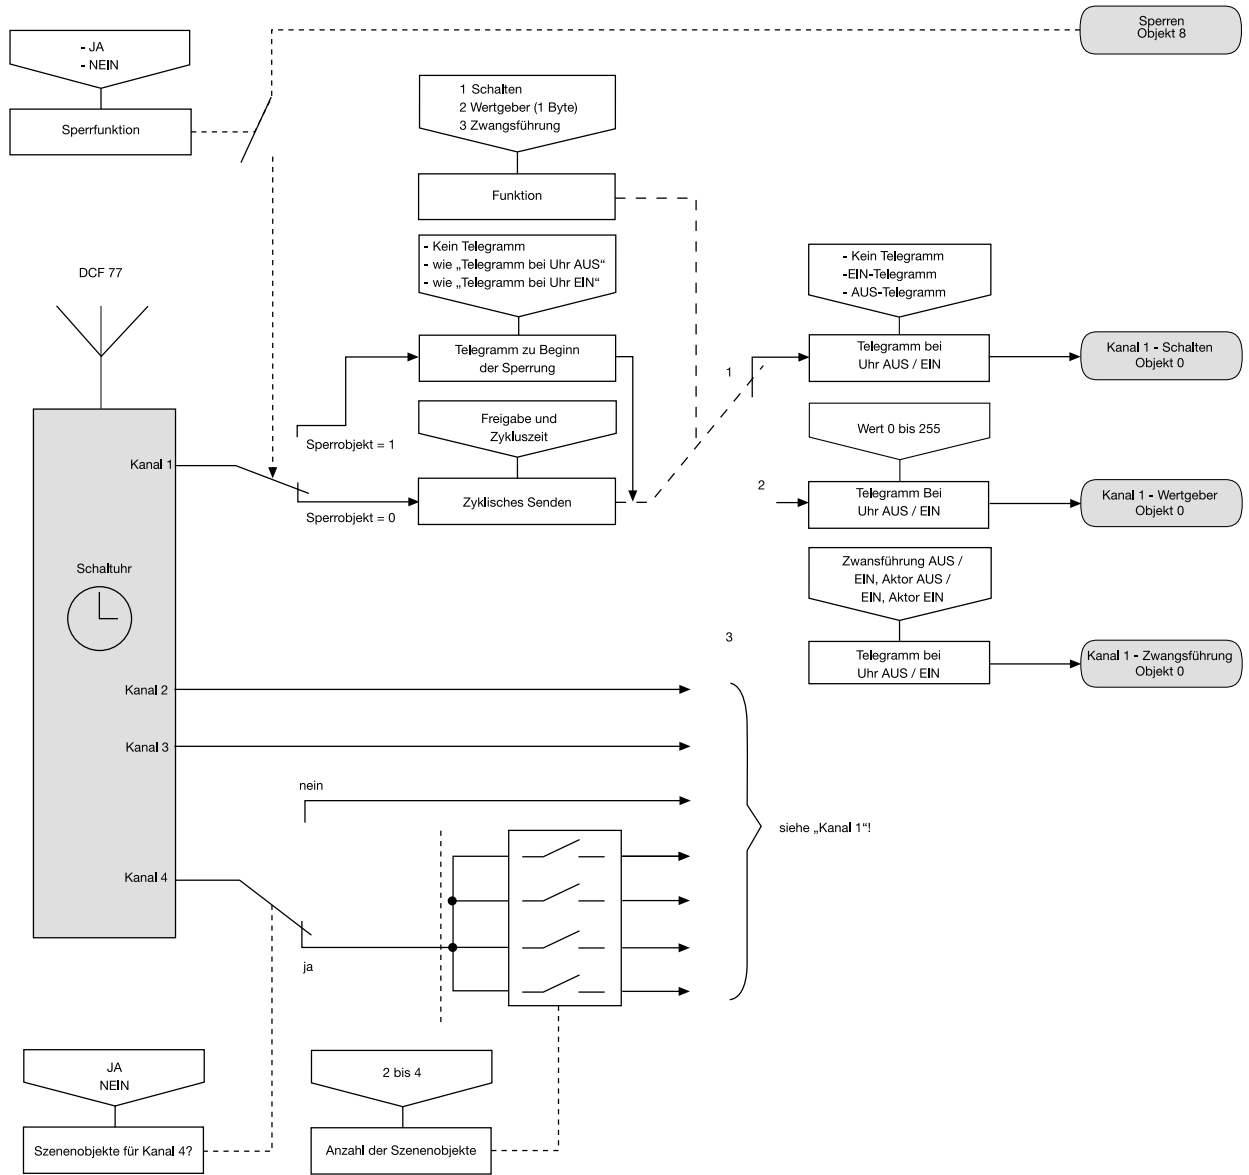 Sperren
Objekt 8
- JA
- NEIN
Sperrfunktion
1 Schalten
2 Wertgeber (1 Byte)
3 Zwangsführung
Funktion
- Kein Telegramm
- wie „Telegramm bei Uhr AUS“
- wie „Telegramm bei Uhr EIN“
Telegramm zu Beginn
der Sperrung
Freigabe und
Zykluszeit
Zyklisches Senden
Sperrobjekt = 1
Sperrobjekt = 0
- Kein Telegramm
-EIN-Telegramm
- AUS-Telegramm
1
Telegramm bei
Uhr AUS / EIN
Kanal 1 - Schalten
Objekt 0
Wert 0 bis 255
2
Telegramm Bei
Uhr AUS / EIN
Kanal 1 - Wertgeber
Objekt 0
Zwansführung AUS /
EIN, Aktor AUS /
EIN, Aktor EIN
3
Telegramm bei
Uhr AUS / EIN
Kanal 1 - Zwangsführung
Objekt 0
DCF 77
Kanal 1
Schaltuhr
Kanal 2
Kanal 3
nein
siehe „Kanal 1“!
Kanal 4
ja
JA
NEIN
Szenenobjekte für Kanal 4?
2 bis 4
Anzahl der Szenenobjekte